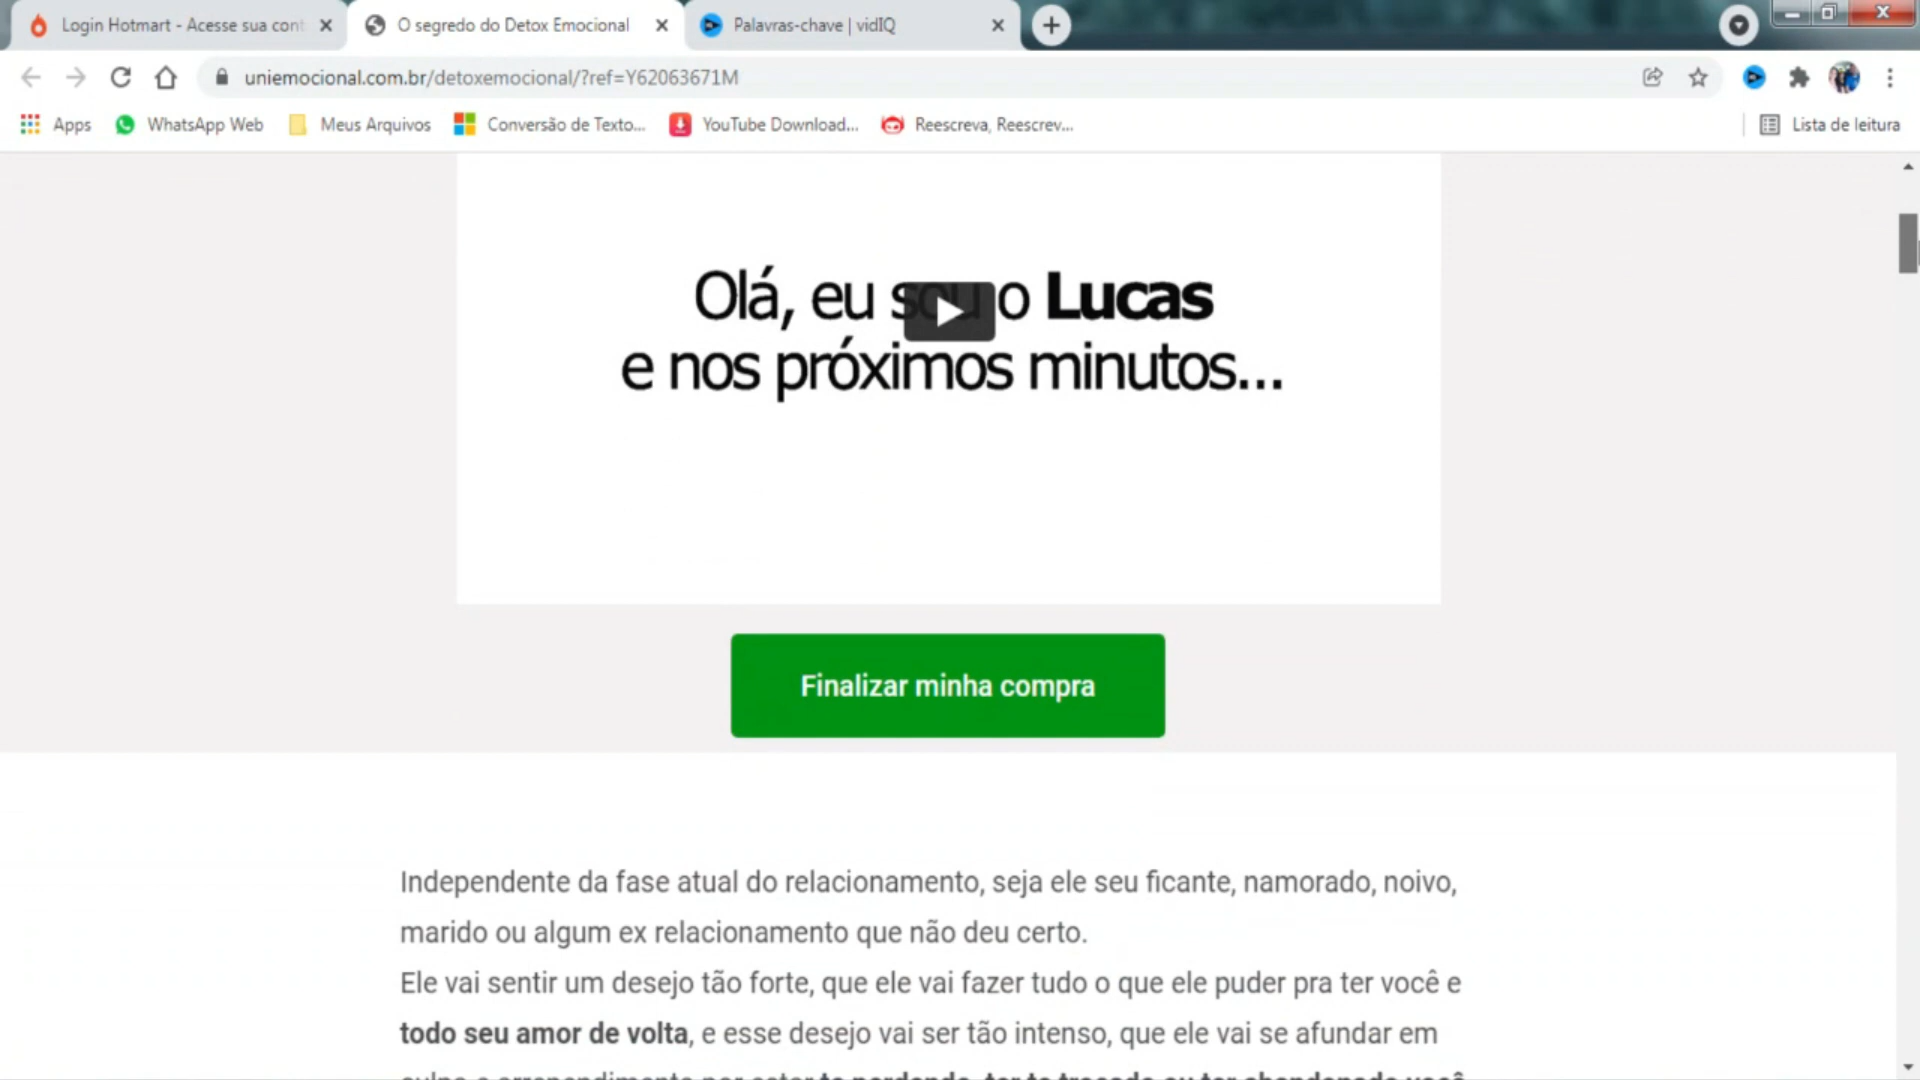 Login Hotmart - Acesse sua cont
O segredo do Detox Emocional
Palavras-chave | vidIQ
uniemocional.com.br/detoxemocional/?ref=Y62063671M
Apps
WhatsApp Web
Meus Arquivos
Conversão de Texto...
YouTube Download...
Reescreva, Reescrev...
Lista de leitura
Olá, eu sou o Lucas
e nos próximos minutos...
Finalizar minha compra
Independente da fase atual do relacionamento, seja ele seu ficante, namorado, noivo,
marido ou algum ex relacionamento que não deu certo.
Ele vai sentir um desejo tão forte, que ele vai fazer tudo o que ele puder pra ter você e
todo seu amor de volta, e esse desejo vai ser tão intenso, que ele vai se afundar em